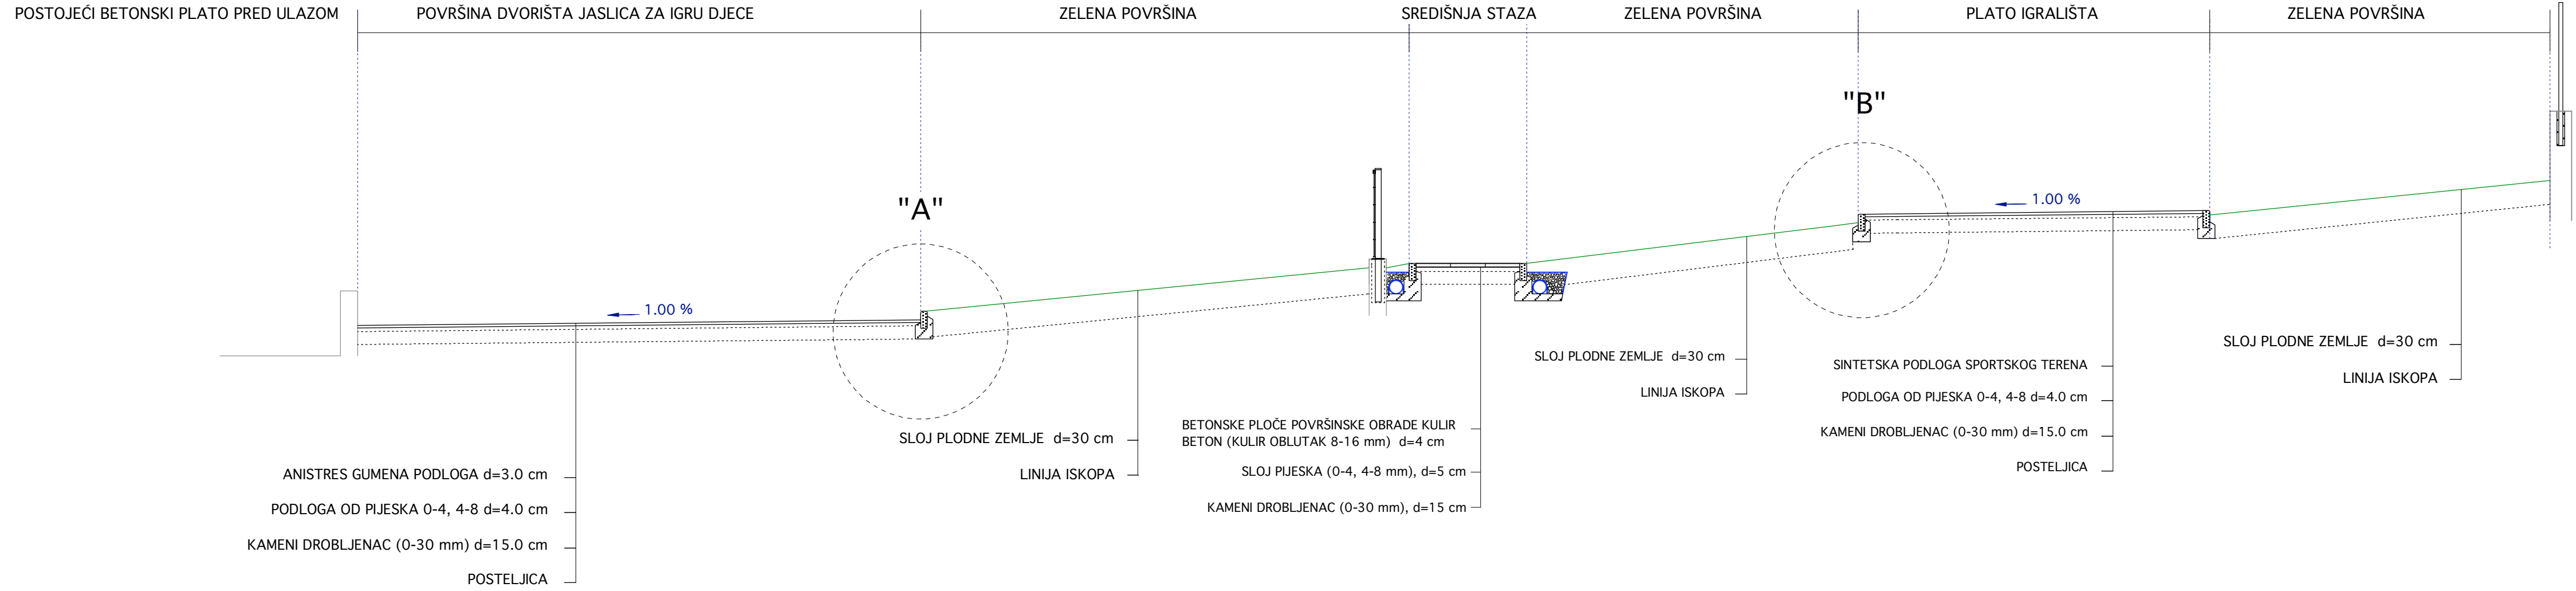 POSTOJEĆI BETONSKI PLATO PRED ULAZOM
POVRŠINA DVORIŠTA JASLICA ZA IGRU DJECE
ZELENA POVRŠINA
SREDIŠNJA STAZA
ZELENA POVRŠINA
PLATO IGRALIŠTA
ZELENA POVRŠINA
"A"
"B"
1.00 %
1.00 %
ANISTRES GUMENA PODLOGA d=3.0 cm
PODLOGA OD PIJESKA 0-4, 4-8 d=4.0 cm
KAMENI DROBLJENAC (0-30 mm) d=15.0 cm
POSTELJICA
SLOJ PLODNE ZEMLJE d=30 cm
LINIJA ISKOPA
BETONSKE PLOČE POVRŠINSKE OBRADE KULIR
BETON (KULIR OBLUTAK 8-16 mm) d=4 cm
SLOJ PIJESKA (0-4, 4-8 mm), d=5 cm
KAMENI DROBLJENAC (0-30 mm), d=15 cm
SLOJ PLODNE ZEMLJE d=30 cm
LINIJA ISKOPA
SINTETSKA PODLOGA SPORTSKOG TERENA
PODLOGA OD PIJESKA 0-4, 4-8 d=4.0 cm
KAMENI DROBLJENAC (0-30 mm) d=15.0 cm
POSTELJICA
SLOJ PLODNE ZEMLJE d=30 cm
LINIJA ISKOPA